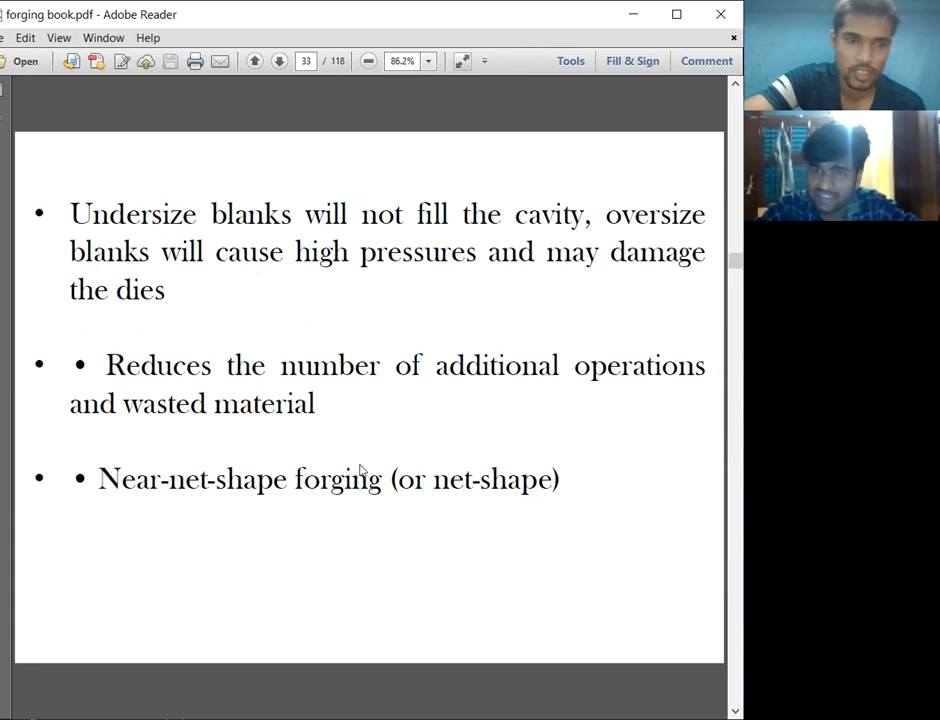 forging book.pdf - Adobe Reader
Edit View Window Help
Open 33 / 118 86.2% Tools Fill & Sign Comment
• Undersize blanks will not fill the cavity, oversize
blanks will cause high pressures and may damage
the dies
• • Reduces the number of additional operations
and wasted material
• • Near-net-shape forging (or net-shape)